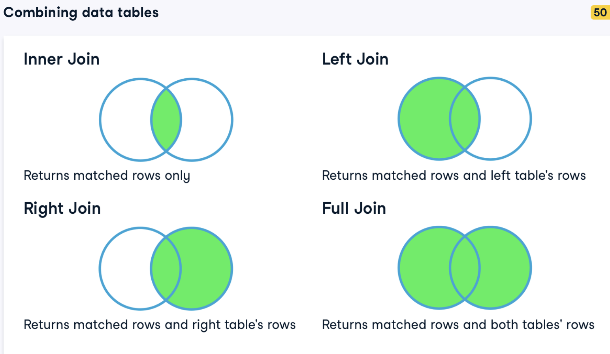 Combining data tables
50
Inner Join
Left Join
Returns matched rows only
Returns matched rows and left table's rows
Right Join
Full Join
Returns matched rows and right table's rows
Returns matched rows and both tables' rows